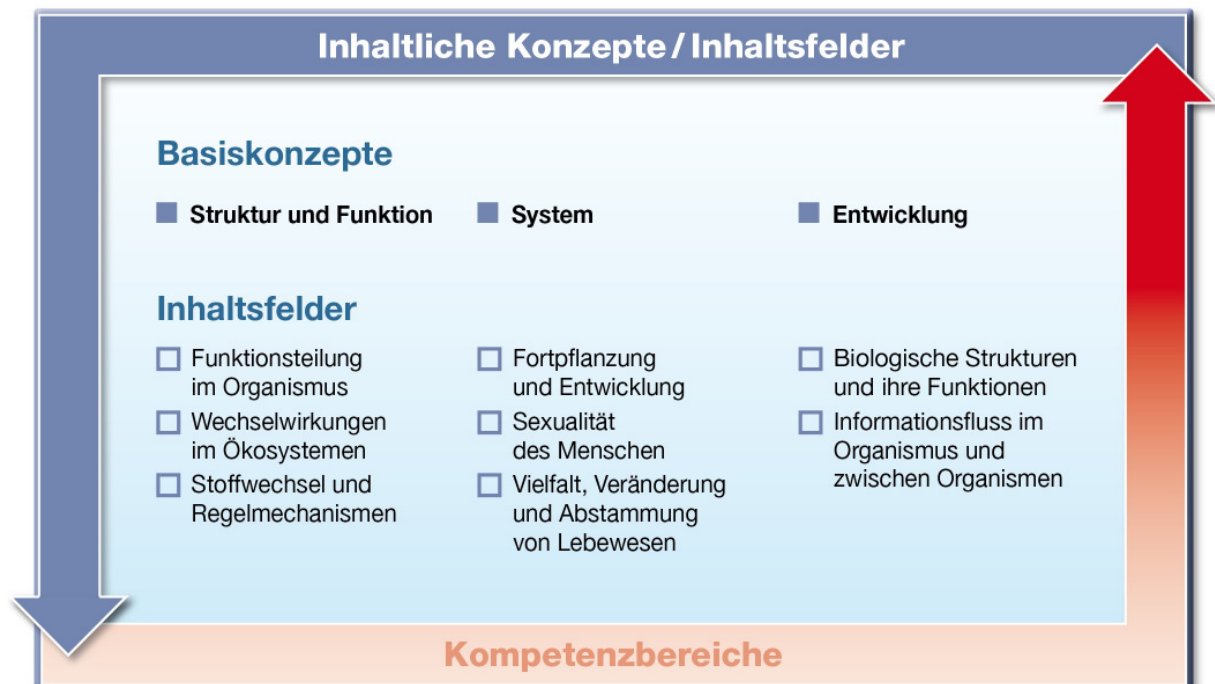 Inhaltliche Konzepte / Inhaltsfelder
Basiskonzepte
Struktur und Funktion
System
Entwicklung
Inhaltsfelder
Funktionsteilung
im Organismus
Wechselwirkungen
im Ökosystemen
Stoffwechsel und
Regelmechanismen
Fortpflanzung
und Entwicklung
Sexualität
des Menschen
Vielfalt, Veränderung
und Abstammung
von Lebewesen
Biologische Strukturen
und ihre Funktionen
Informationsfluss im
Organismus und
zwischen Organismen
Kompetenzbereiche